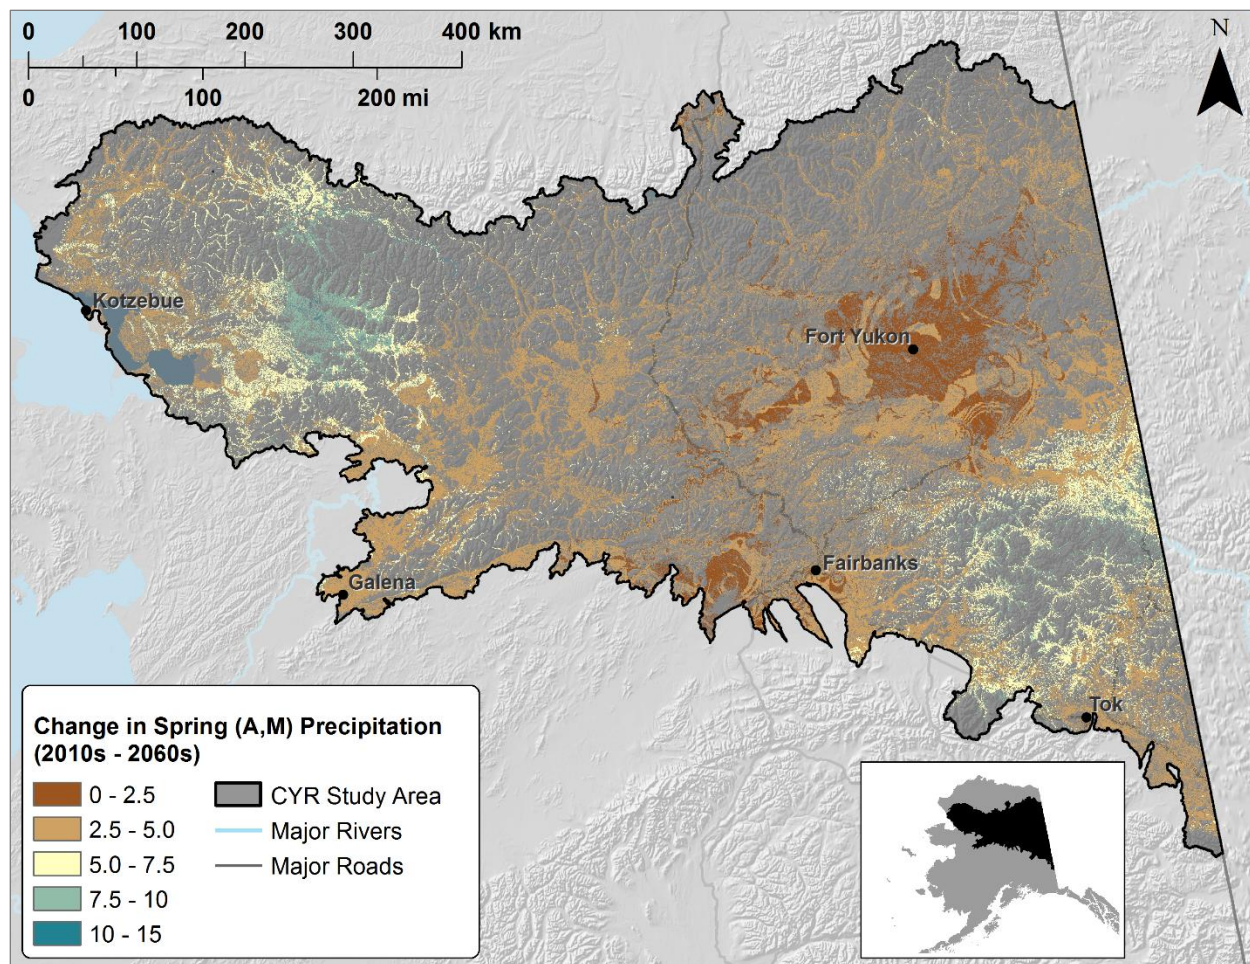 0 100 200 300 400 km
0 100 200 mi
N
Kotzebue
Fort Yukon
Fairbanks
Galena
Tok
Change in Spring (A,M) Precipitation
(2010s - 2060s)
0 - 2.5
2.5 - 5.0
5.0 - 7.5
7.5 - 10
10 - 15
CYR Study Area
Major Rivers
Major Roads